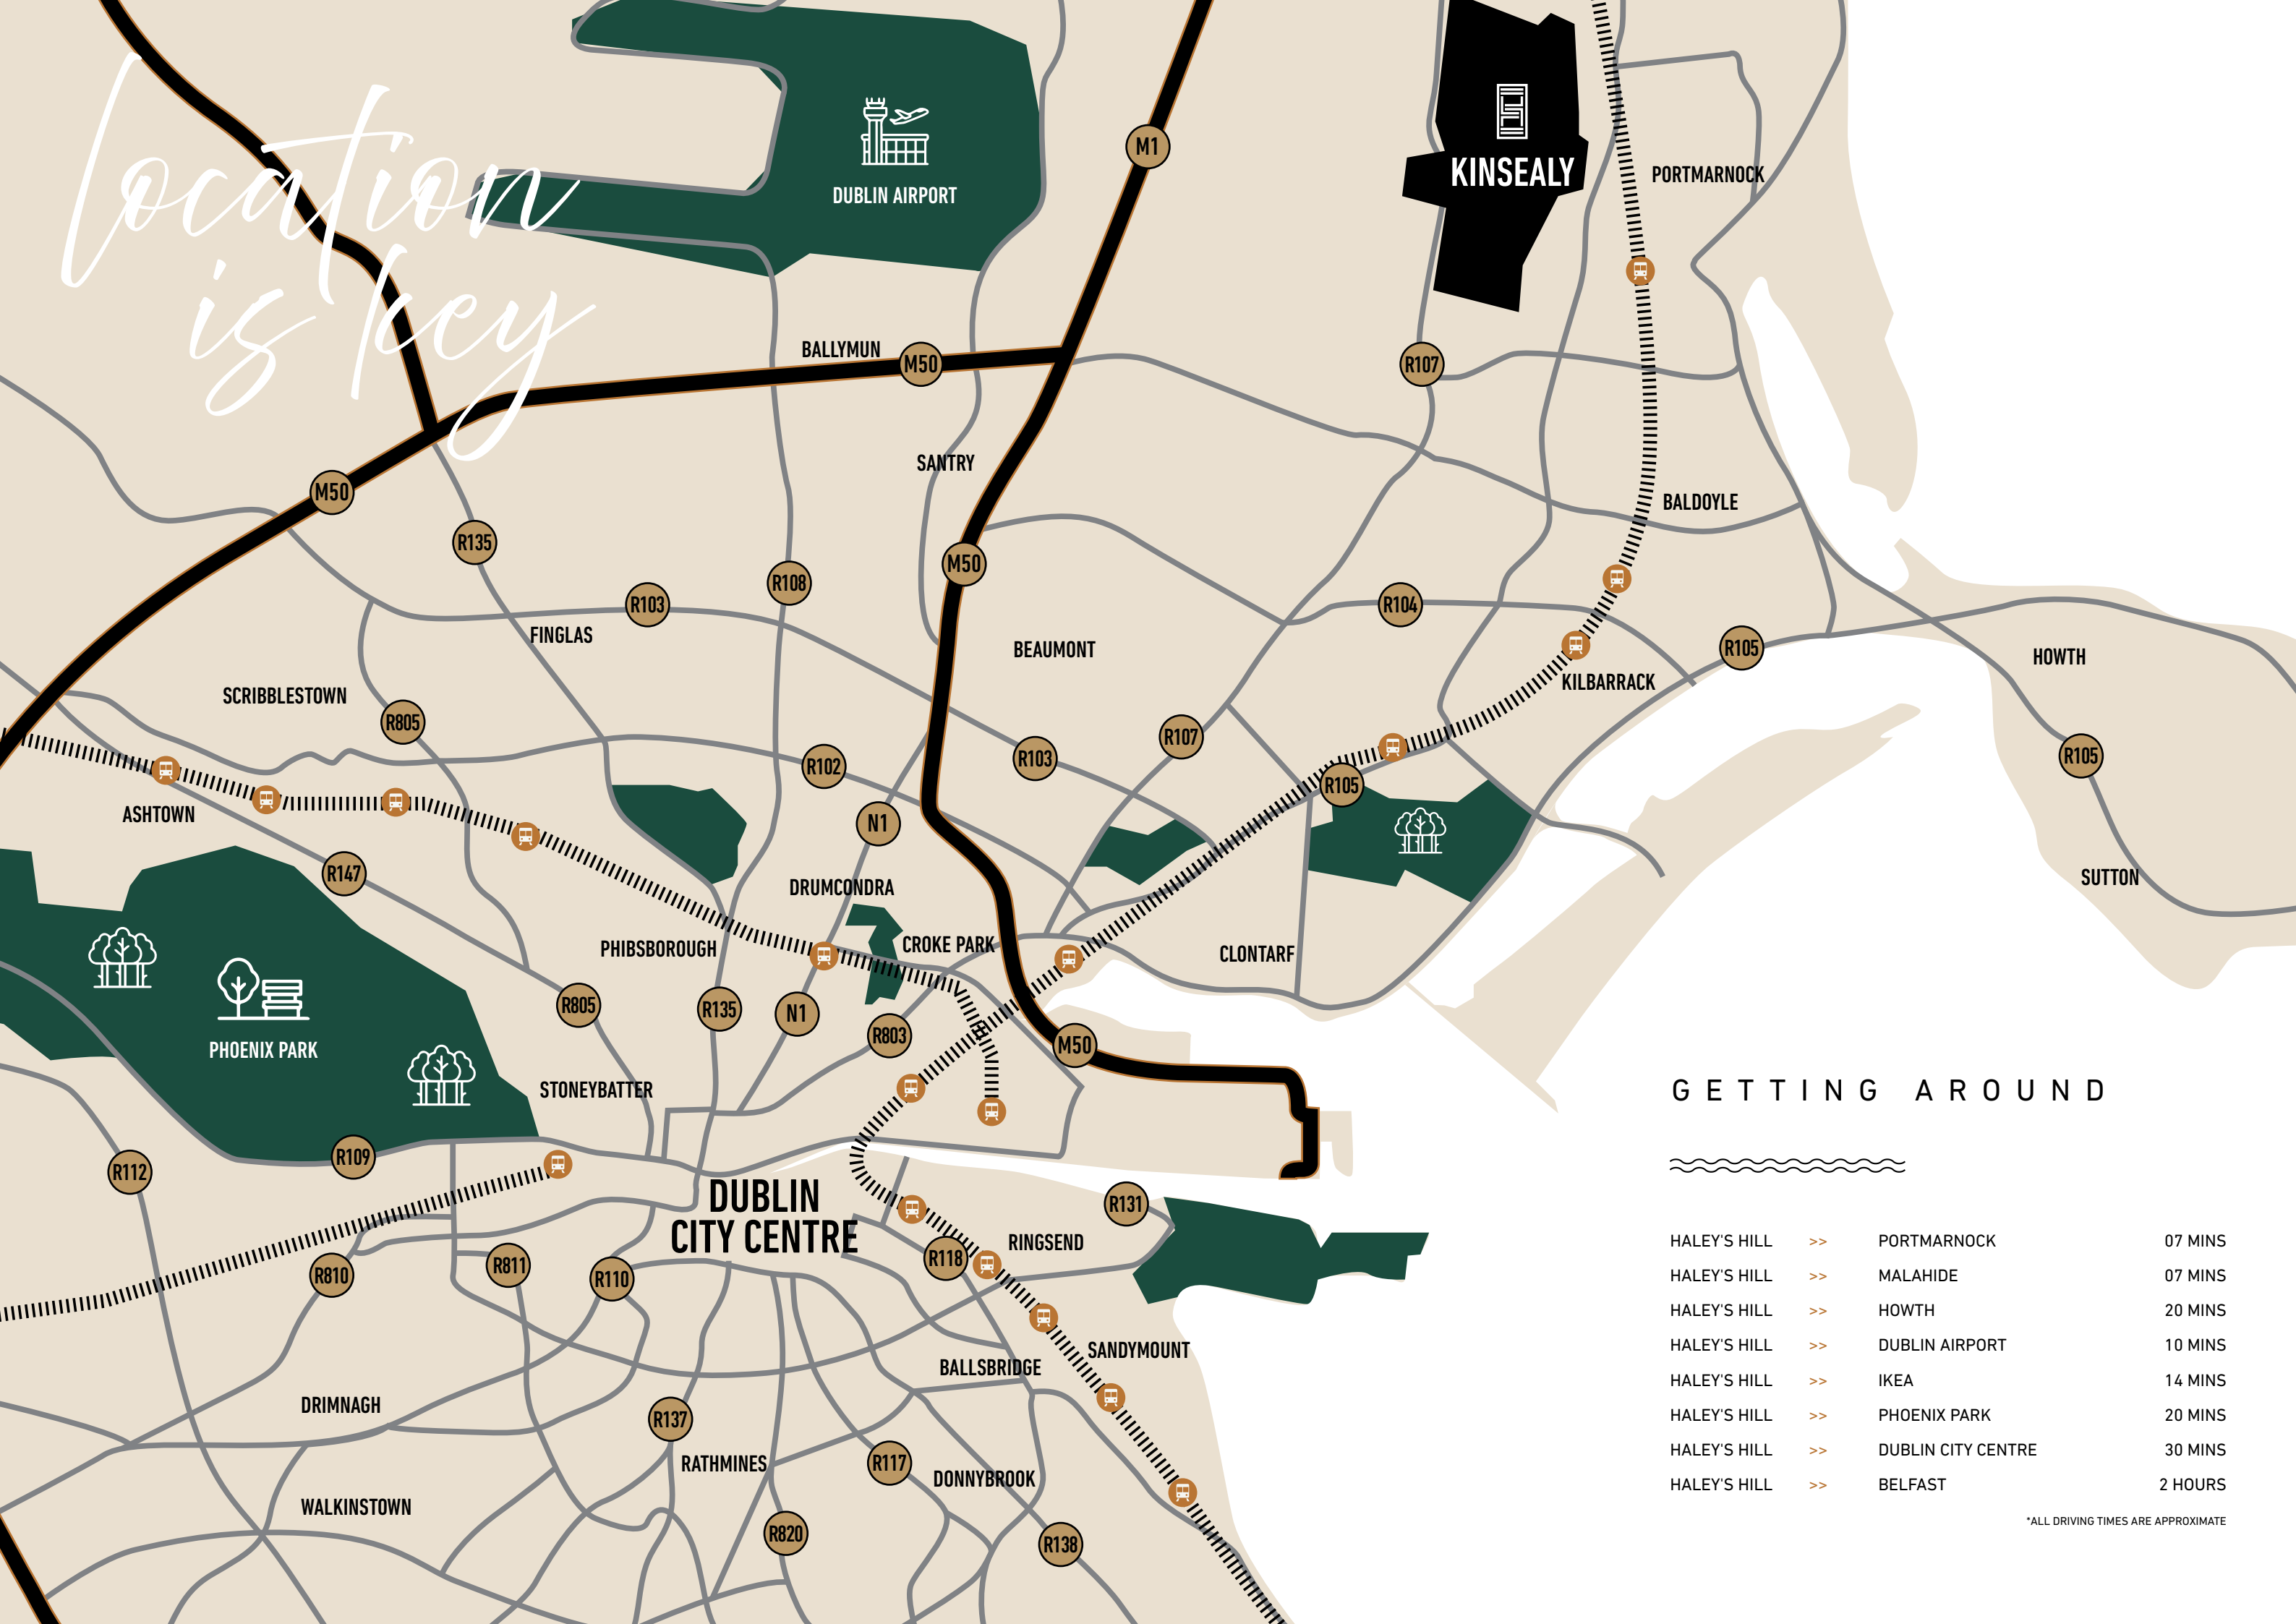 location
is key
DUBLIN AIRPORT
M1
KINSEALY
PORTMARNOCK
BALLYMUN
M50
R107
SANTRY
M50
BALDOYLE
R135
M50
R108
R103
R104
FINGLAS
BEAUMONT
R105
HOWTH
KILBARRACK
SCRIBBLESTOWN
R805
R107
R103
R102
R105
R105
ASHTOWN
N1
R147
DRUMCONDRA
SUTTON
PHIBSBOROUGH
CROKE PARK
CLONTARF
R805
R135
N1
R803
M50
PHOENIX PARK
STONEYBATTER
R109
R112
DUBLIN
CITY CENTRE
R131
RINGSEND
R118
R810
R811
R110
SANDYMOUNT
BALLSBRIDGE
DRIMNAGH
R137
RATHMINES
R117
DONNYBROOK
WALKINSTOWN
R820
R138
GETTING AROUND
HALEY'S HILL >> PORTMARNOCK 07 MINS
HALEY'S HILL >> MALAHIDE 07 MINS
HALEY'S HILL >> HOWTH 20 MINS
HALEY'S HILL >> DUBLIN AIRPORT 10 MINS
HALEY'S HILL >> IKEA 14 MINS
HALEY'S HILL >> PHOENIX PARK 20 MINS
HALEY'S HILL >> DUBLIN CITY CENTRE 30 MINS
HALEY'S HILL >> BELFAST 2 HOURS
*ALL DRIVING TIMES ARE APPROXIMATE